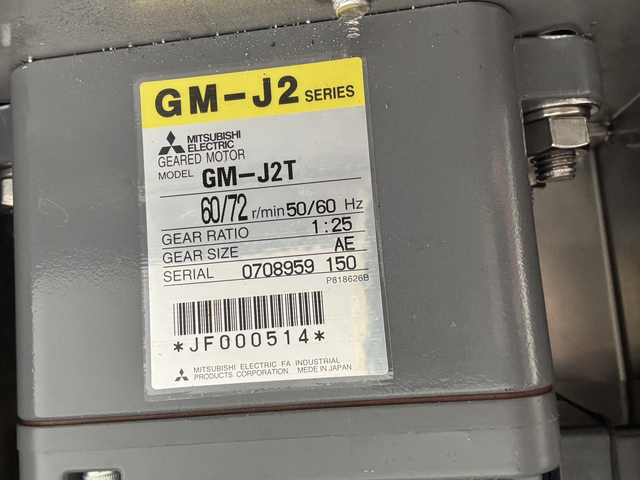 GM-J2 SERIES
MITSUBISHI
ELECTRIC
GEARED MOTOR
MODEL GM-J2T
60/72 r/min 50/60 Hz
GEAR RATIO 1:25
GEAR SIZE AE
SERIAL 0708959 150
P818626B
*JF000514*
MITSUBISHI ELECTRIC FA INDUSTRIAL
PRODUCTS CORPORATION MADE IN JAPAN